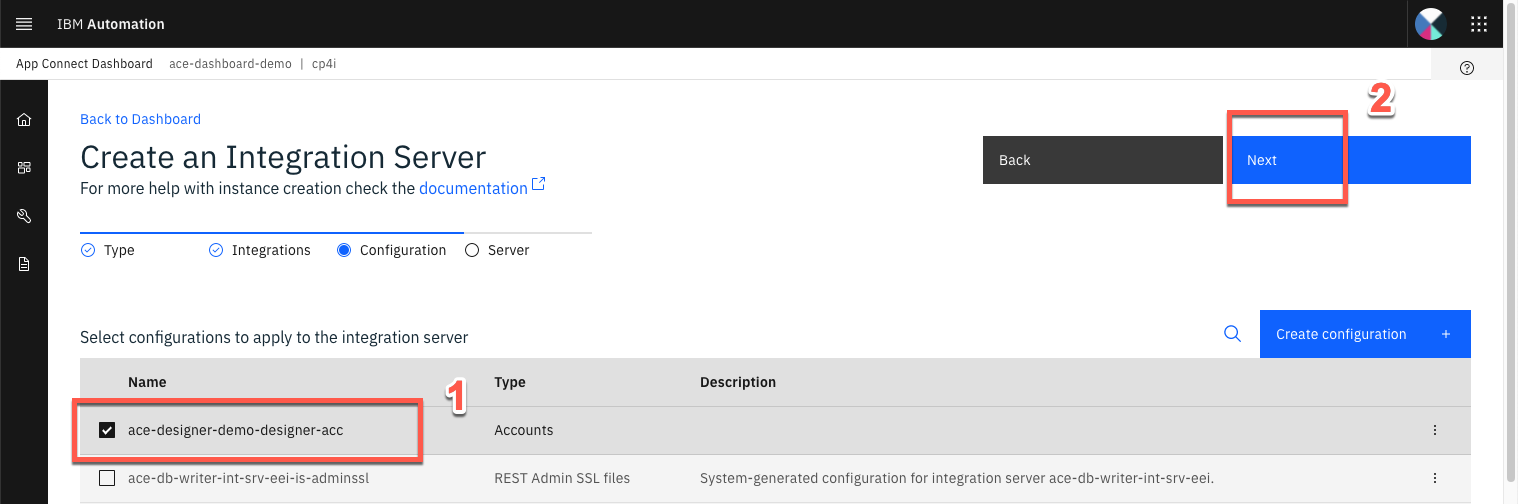 IBM Automation
App Connect Dashboard ace-dashboard-demo | cp4i
2
Back to Dashboard
Create an Integration Server
Back
Next
For more help with instance creation check the documentation
Type
Integrations
Configuration
Server
Select configurations to apply to the integration server
Create configuration +
Name Type Description
1
ace-designer-demo-designer-acc Accounts
ace-db-writer-int-srv-eei-is-adminssl REST Admin SSL files System-generated configuration for integration server ace-db-writer-int-srv-eei.